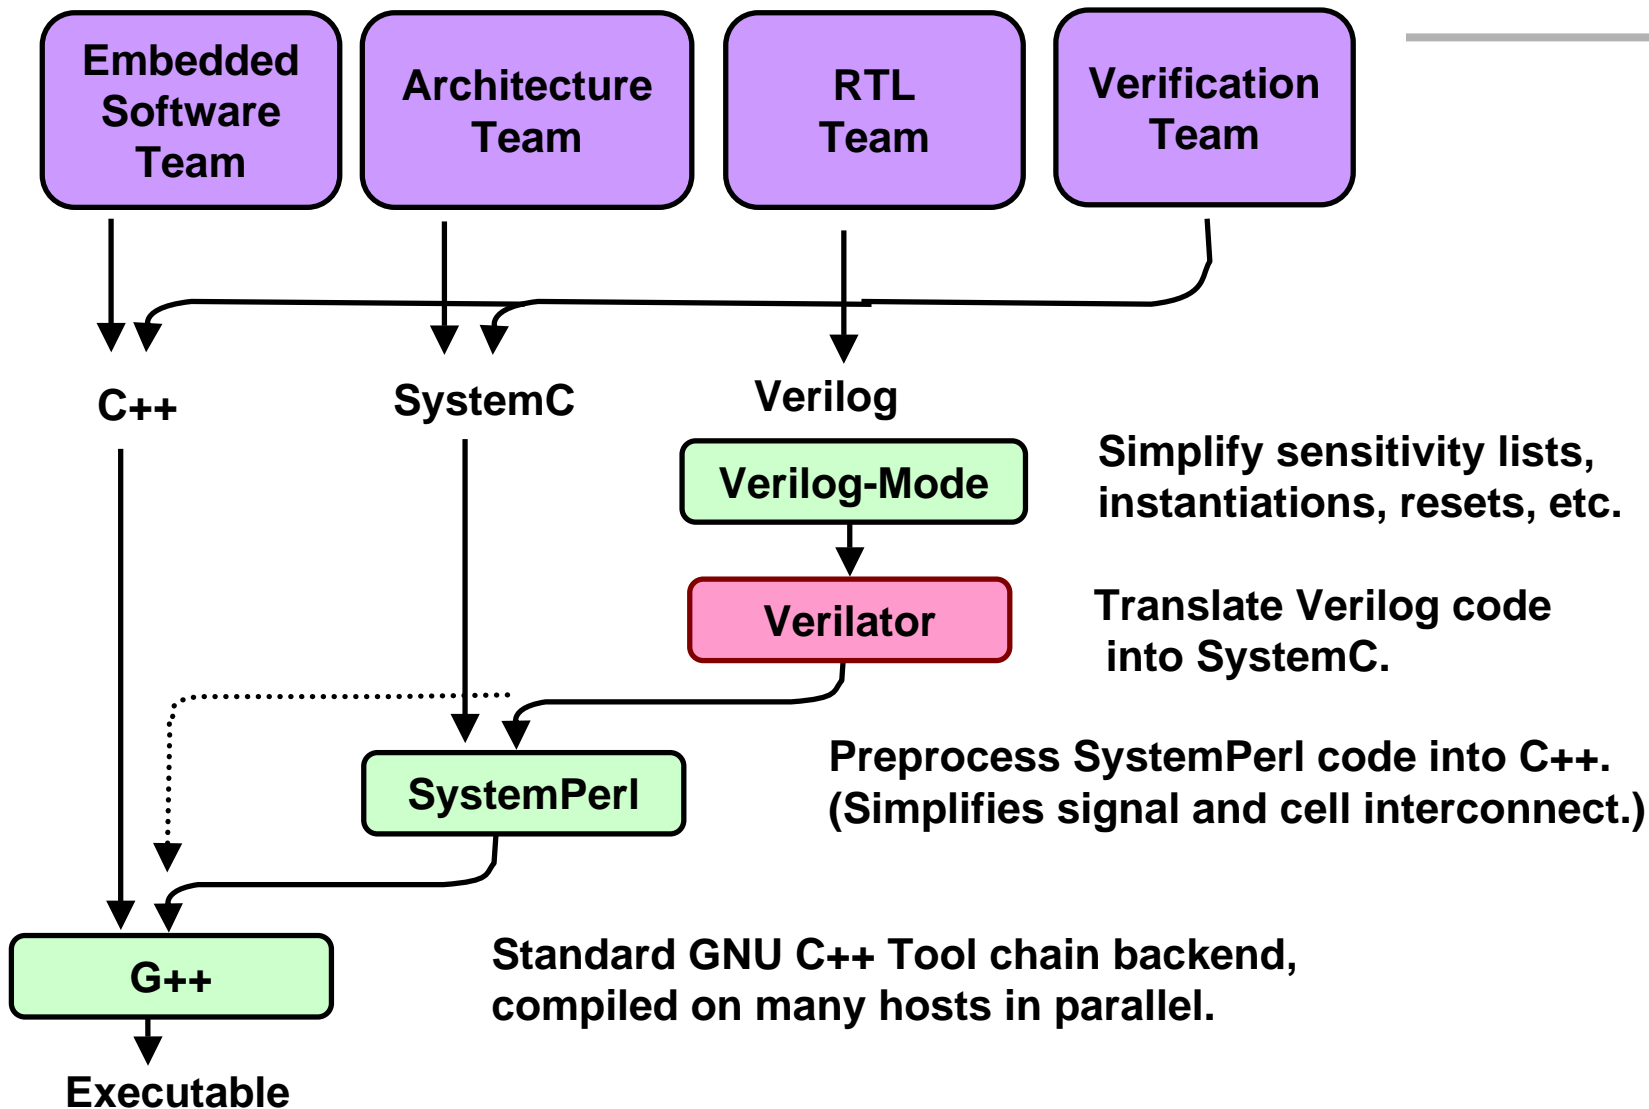 Embedded
Software
Team
Architecture
Team
RTL
Team
Verification
Team
C++
SystemC
Verilog
Verilog-Mode
Simplify sensitivity lists,
instantiations, resets, etc.
Verilator
Translate Verilog code
into SystemC.
SystemPerl
Preprocess SystemPerl code into C++.
(Simplifies signal and cell interconnect.)
G++
Standard GNU C++ Tool chain backend,
compiled on many hosts in parallel.
Executable